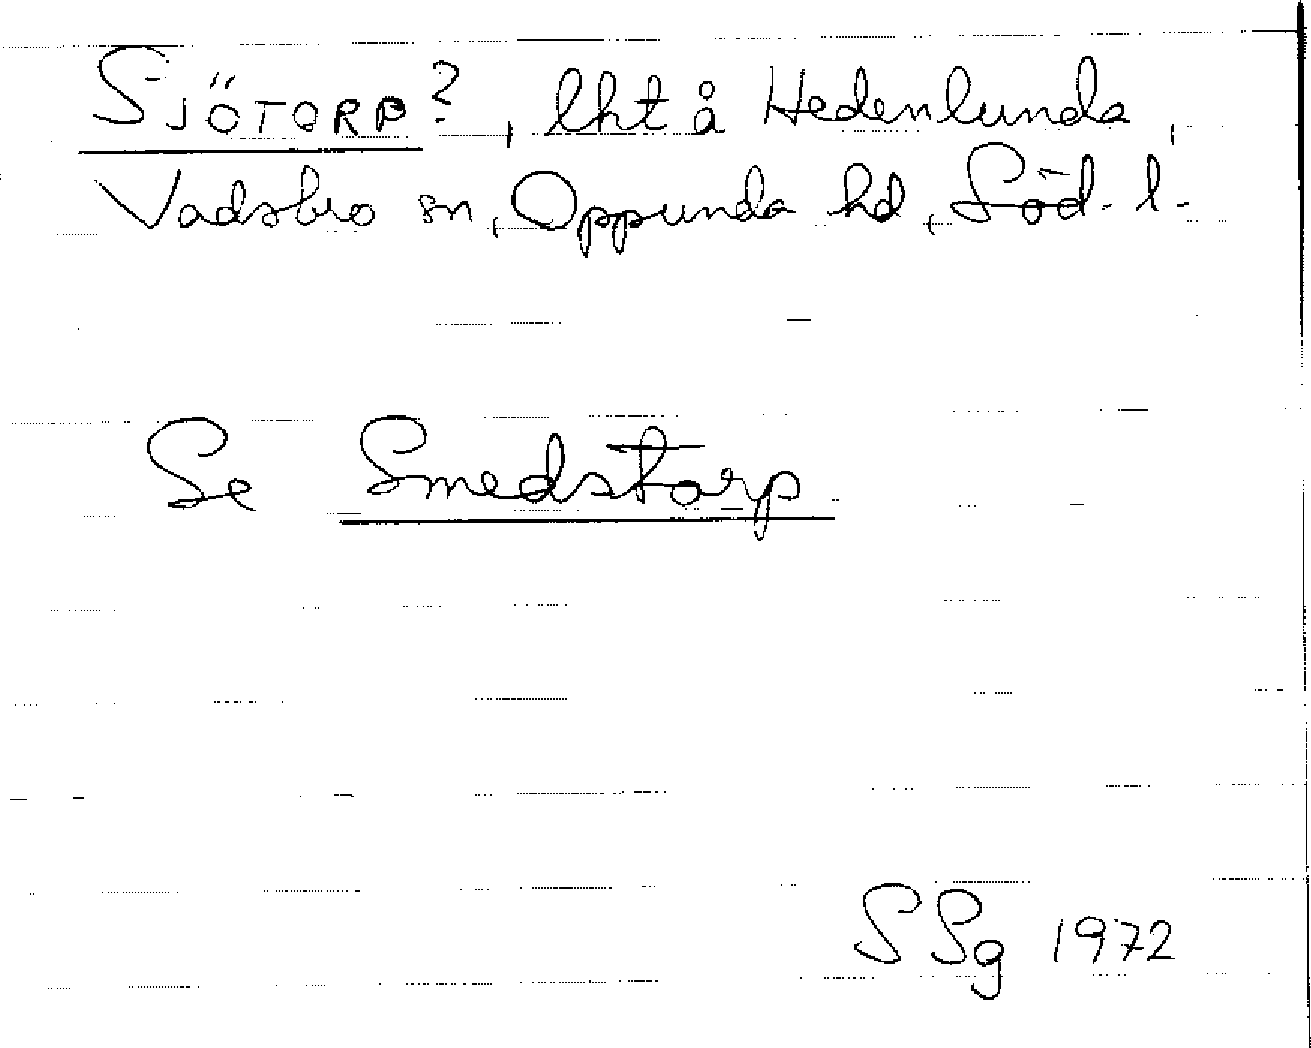 SJÖTORP?, lht å Hedenlunda,
Vadsbro sn, Oppunda hd, Söd. l.
Se Smedstorp
SSg 1972